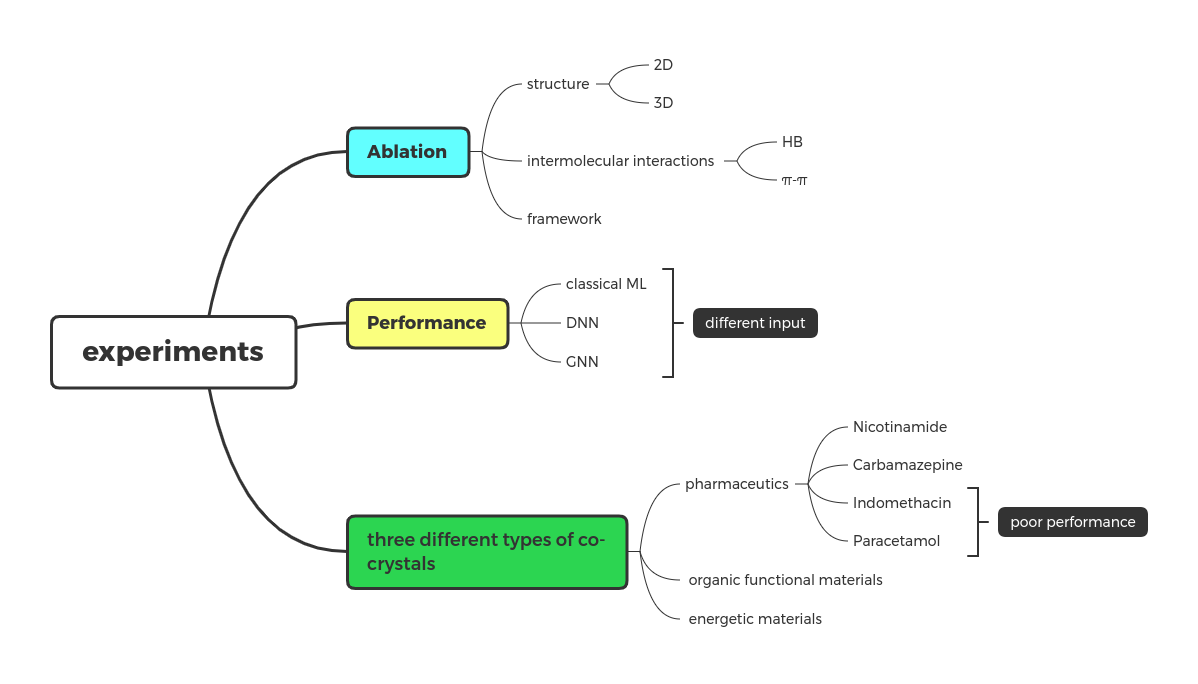 experiments
Ablation
structure
2D
3D
intermolecular interactions
HB
π-π
framework
Performance
classical ML
DNN
GNN
different input
three different types of co-
crystals
pharmaceutics
Nicotinamide
Carbamazepine
Indomethacin
Paracetamol
poor performance
organic functional materials
energetic materials